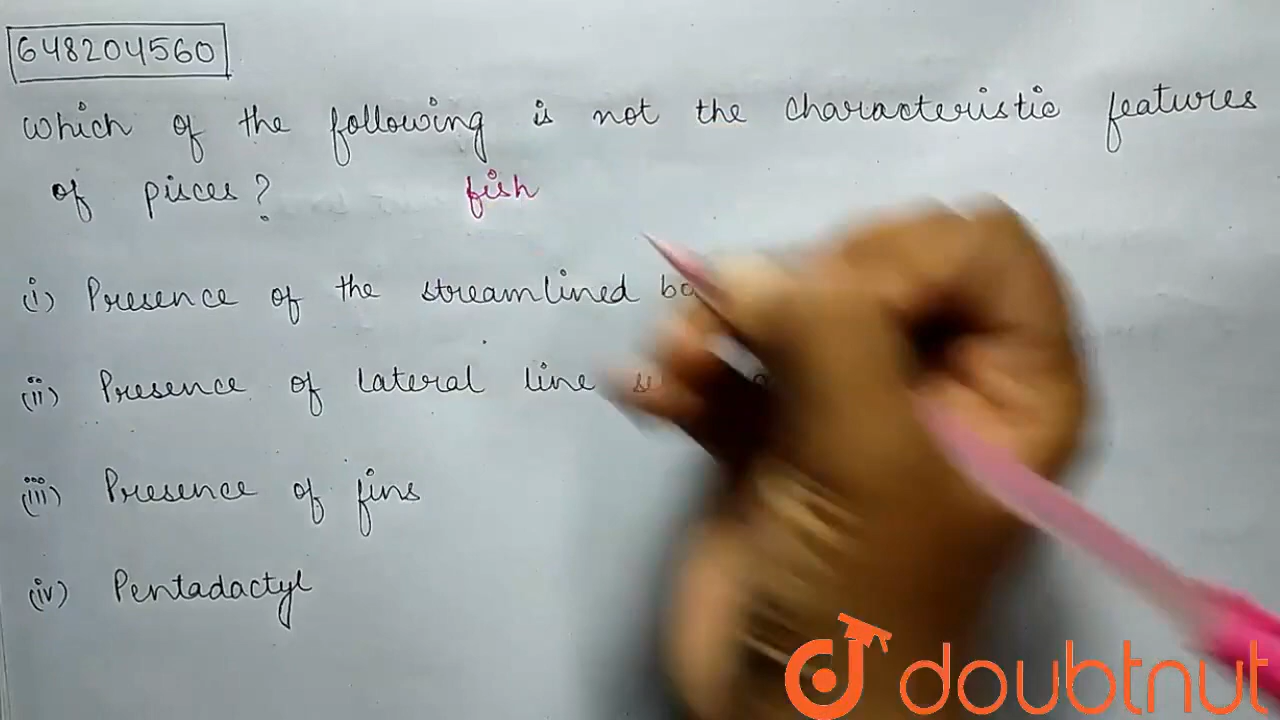 648204560
which of the following is not the characteristic features
of pisces? fish
(i) Presence of the streamlined
(ii) Presence of lateral line
(iii) Presence of fins
(iv) Pentadactyl
doubtnut